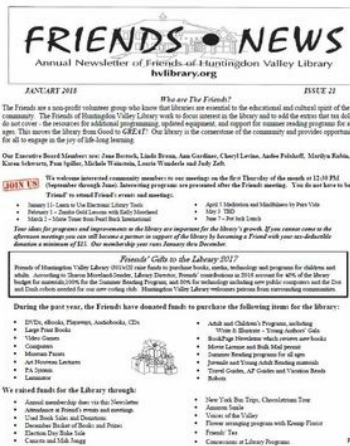 FRIENDS • NEWS
Annual Newsletter of Friends of Huntingdon Valley Library
hvlibrary.org
JANUARY 2018 ISSUE 21
Who are The Friends?
The Friends are a non-profit volunteer group who know that libraries are essential to the educational and cultural spirit of the
community. The Friends of Huntingdon Valley Library work to focus interest in the library and to add the extras that tax dol
do not cover - the resources for additional programming, updated equipment, and support for summer reading programs for a
ages. This moves the library from Good to GREAT! Our library is the cornerstone of the community and provides opportun
for all to engage in the joy of life-long learning.
Our Executive Board Members are: Jane Bostock, Linda Brown, Ann Gardiner, Cheryl Levine, Andee Polskoff, Marilyn Rubin,
Karen Schwartz, Pam Spiller, Michele Weinstein, Leonie Wunderle and Judy Zeft
JOIN US
We welcome interested community members to our meetings on the first Thursday of the month at 12:30 PM
(September through June). Interesting programs are presented after the Friends meeting. You do not have to be
'Friend' to attend Friend's events and meetings.
January 11- Learn to Use Electronic Library Tools
February 1 - Zumba Gold Lessons with Kelly
March 2 - Movie Tones from Pearl Buck International
April 5 Meditation and Mindfulness by Pure Vida
May 3 TBD
June 7 - Pot luck Lunch
Your ideas for programs and improvements to the library are important for the library's growth. If you cannot come to the
afternoon meetings you can still become a partner in support of the library by becoming a Friend with your tax-deductible
donation a minimum of $15. Our membership year runs January thru December.
Friends' Gifts to the Library 2017
Friends of Huntingdon Valley Library raise funds to purchase books, media, technology and programs for children and
adults. According to Sharon Moreland-Sender, Library Director, Friends' contributions in 2016 account for 40% of the library
budget for materials, 100% for the Summer Reading Program, and 80% for technology including new public computers and the Dot
and Dash robots needed for our new coding club. Huntingdon Valley Library welcomes patrons from surrounding communities.
During the past year, the Friends have donated funds to purchase the following items for the library:
DVDs, eBooks, Playaways, Audiobooks, CDs
Large Print Books
Video Games
Computers
Museum Passes
Art Nouveau Lectures
PA System
Laminator
Adult and Children's Programs, including
Write & Illustrate - Young Authors' Gala
BookPage Newsletter which reviews new books
Movie License and Bulk Mail permit
Summer Reading programs for all ages
Juvenile and Young Adult Reading materials
Travel Guides, AP Guides and Vacation Reads
Robots
We raised funds for the Library through:
Annual membership dues via this Newsletter
Attendance at Friend's events and meetings
Used Book Sales and Donations
December Basket of Books and Prizes
Election Day Bake Sale
Canasta and Mah Jongg
New York Bus Trips, Chocolatetown Tour
Amazon Smile
Voices of the Valley
Flower arranging program with Kremp Florist
Friends' Tea
Concessions at Library Programs